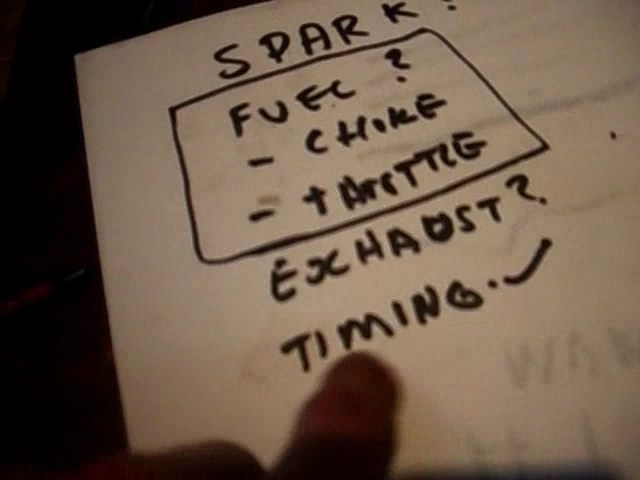 SPARK?
FUEL?
- CHOKE
- THROTTLE
EXHAUST?
TIMING. ✓